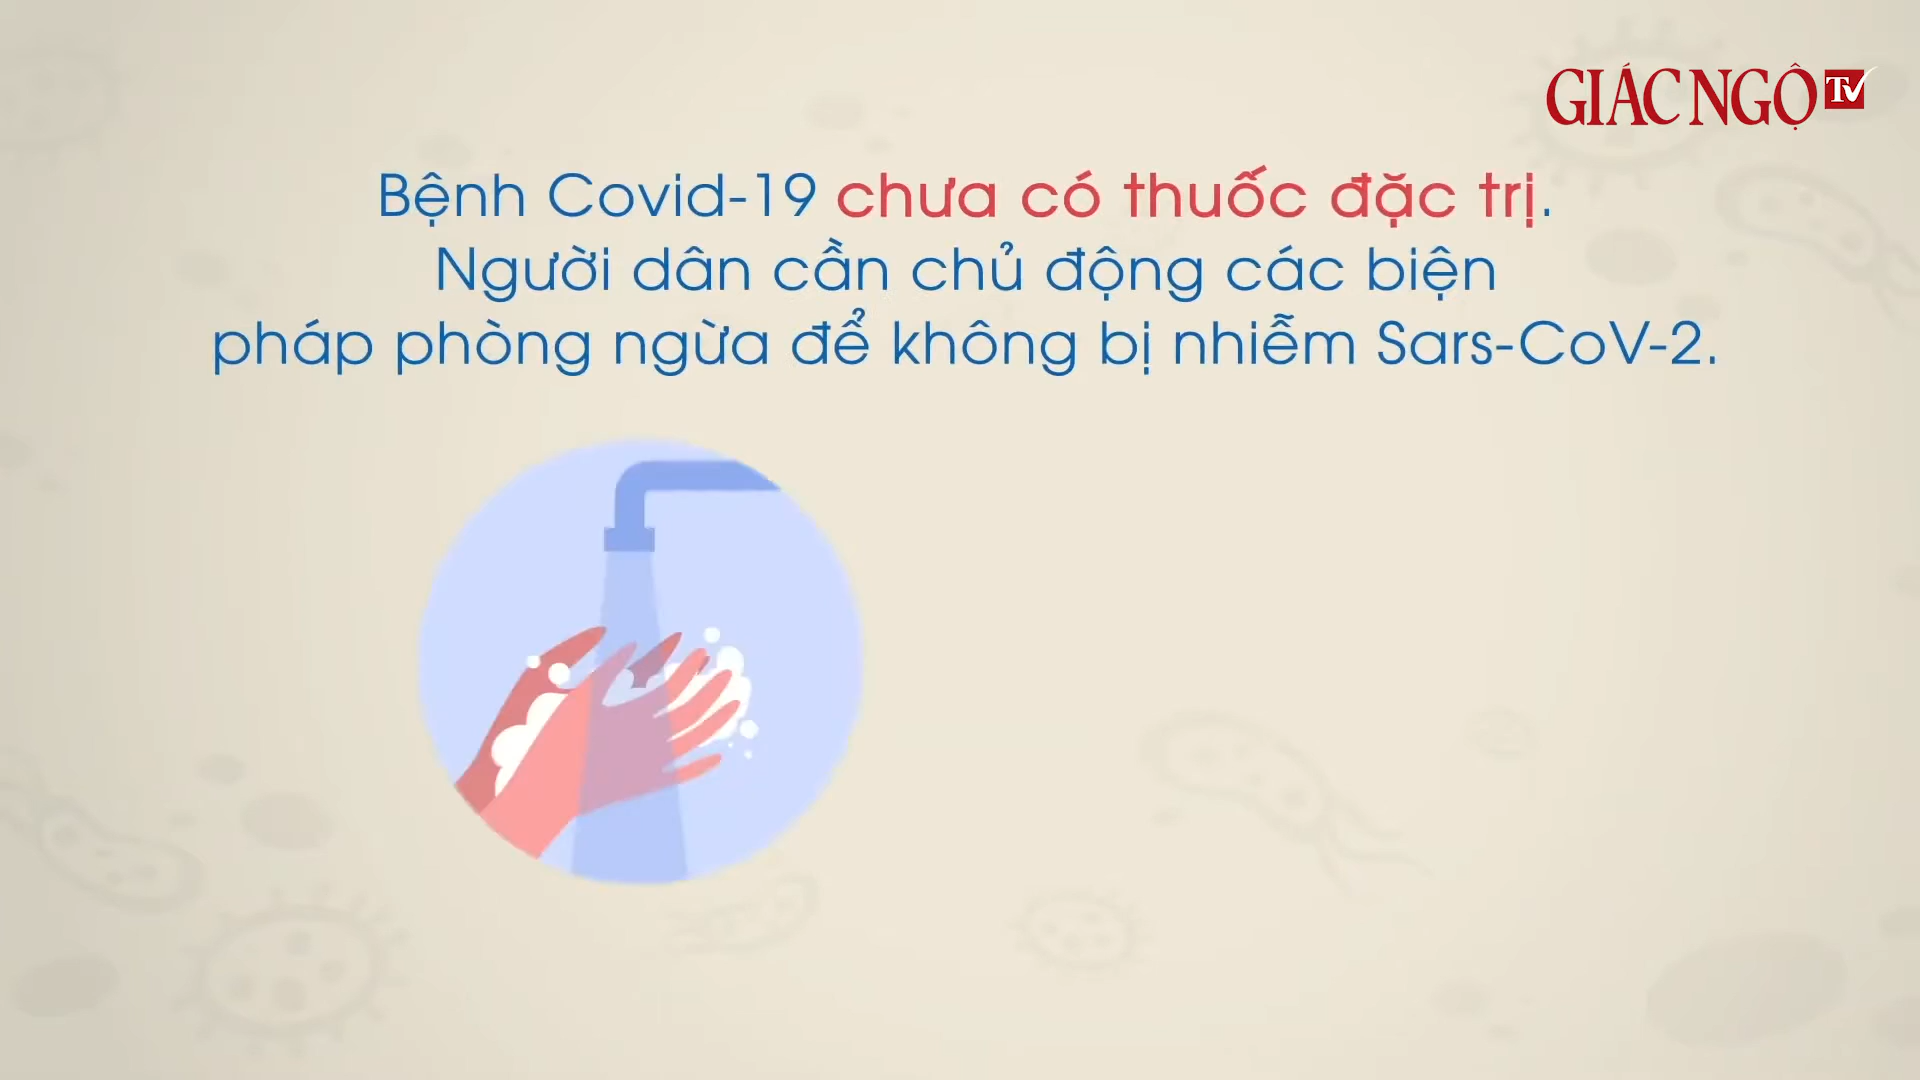 GIÁC NGỘ TV
Bệnh Covid-19 chưa có thuốc đặc trị.
Người dân cần chủ động các biện
pháp phòng ngừa để không bị nhiễm Sars-CoV-2.